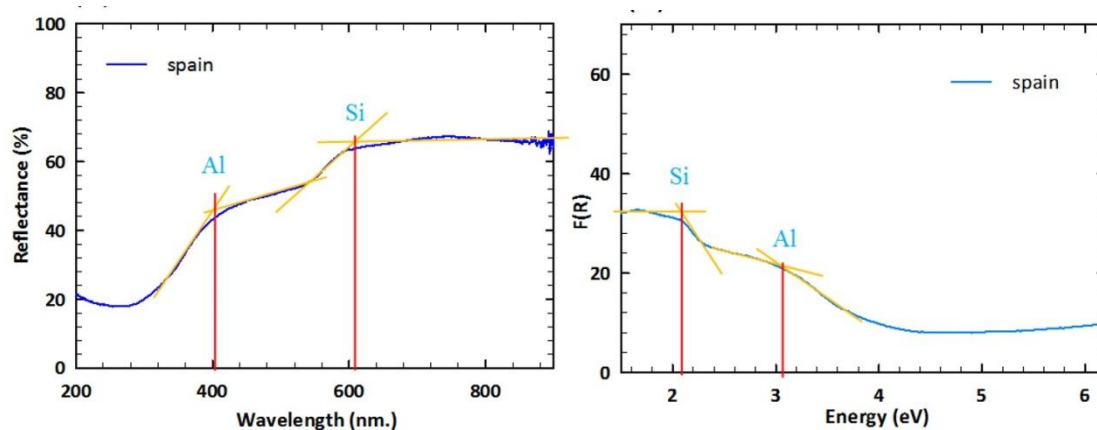 100
80
60
40
20
0
Reflectance (%)
spain
Al
Si
200 400 600 800
Wavelength (nm.)
60
40
20
0
F(R)
spain
Si
Al
2 3 4 5 6
Energy (eV)